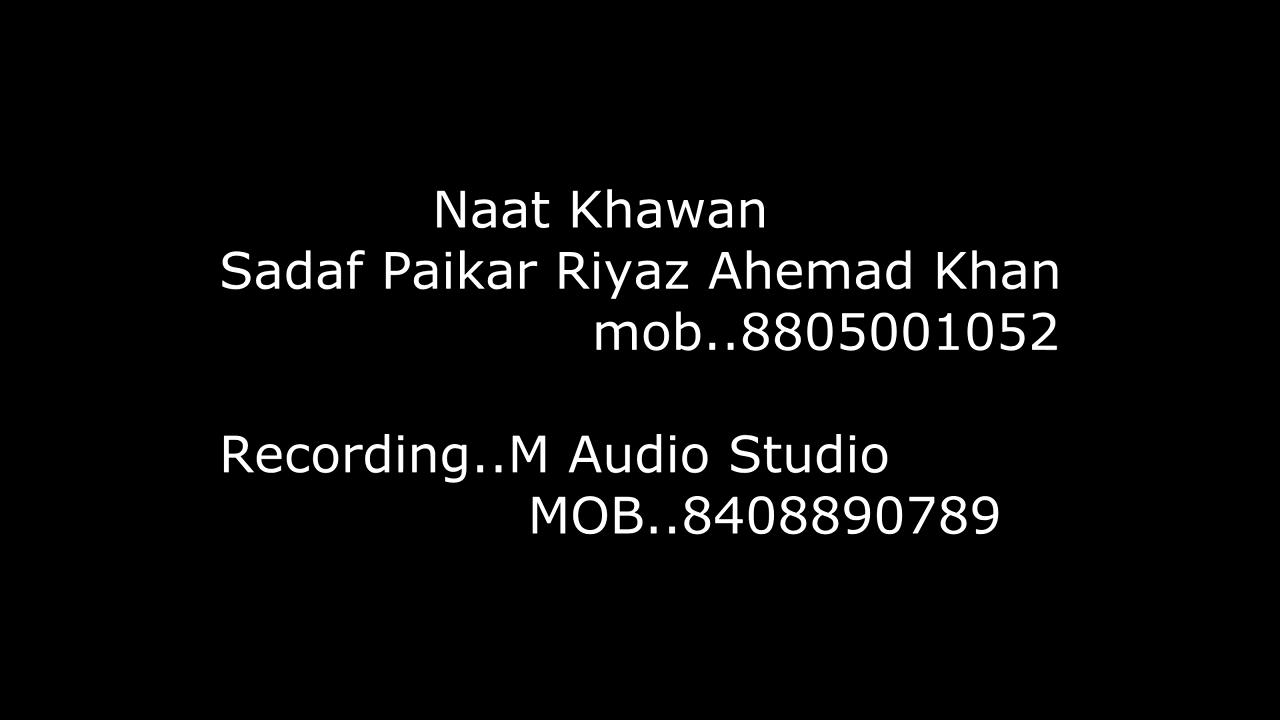 Naat Khawan
Sadaf Paikar Riyaz Ahemad Khan
mob..8805001052
Recording..M Audio Studio
MOB..8408890789